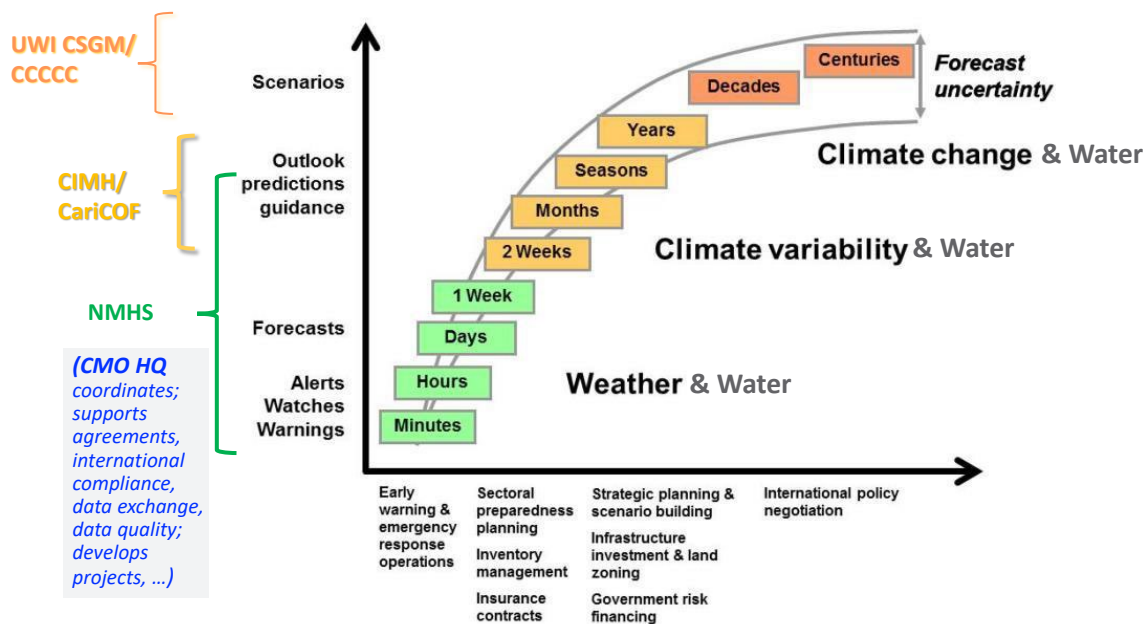 UWI CSGM/
CCCCC
CIMH/
CariCOF
NMHS
(CMO HQ
coordinates;
supports
agreements,
international
compliance,
data exchange,
data quality;
develops
projects, …)
Scenarios
Outlook
predictions
guidance
Forecasts
Alerts
Watches
Warnings
Centuries
Decades
Years
Seasons
Months
2 Weeks
1 Week
Days
Hours
Minutes
Forecast
uncertainty
Climate change & Water
Climate variability & Water
Weather & Water
Early
warning &
emergency
response
operations
Sectoral
preparedness
planning
Inventory
management
Insurance
contracts
Strategic planning &
scenario building
Infrastructure
investment & land
zoning
Government risk
financing
International policy
negotiation